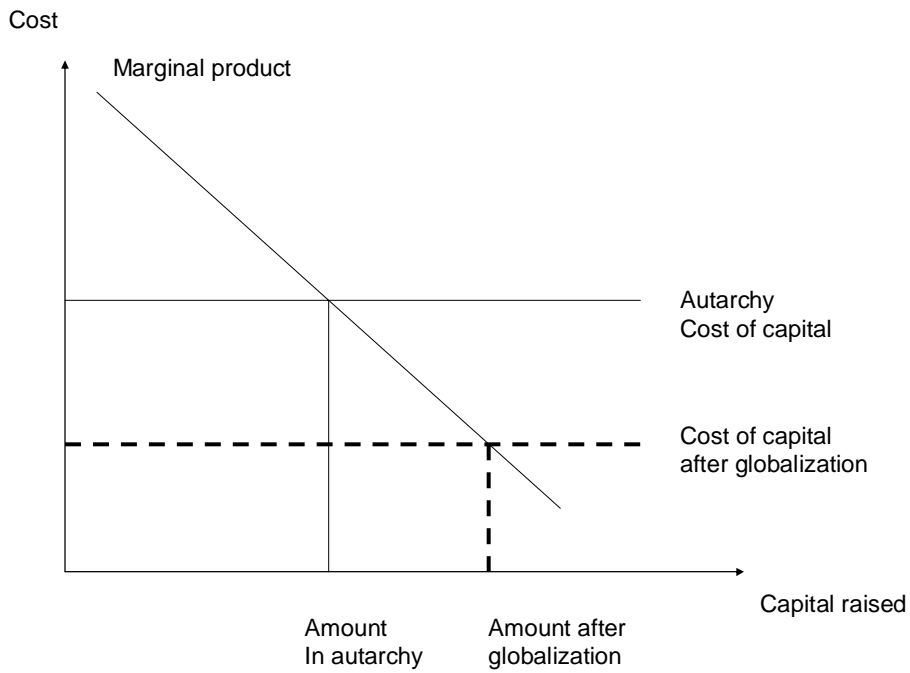 Cost
Marginal product
Autarchy
Cost of capital
Cost of capital
after globalization
Capital raised
Amount
In autarchy
Amount after
globalization